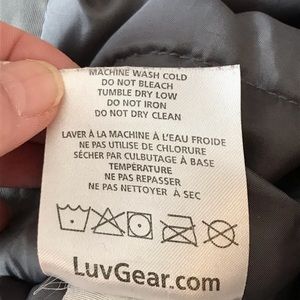 MACHINE WASH COLD
DO NOT BLEACH
TUMBLE DRY LOW
DO NOT IRON
DO NOT DRY CLEAN
LAVER À LA MACHINE À L'EAU FROIDE
NE PAS UTILISE DE CHLORURE
SÉCHER PAR CULBUTAGE À BASE
TEMPÉRATURE
NE PAS REPASSER
NE PAS NETTOYER À SEC
LuvGear.com